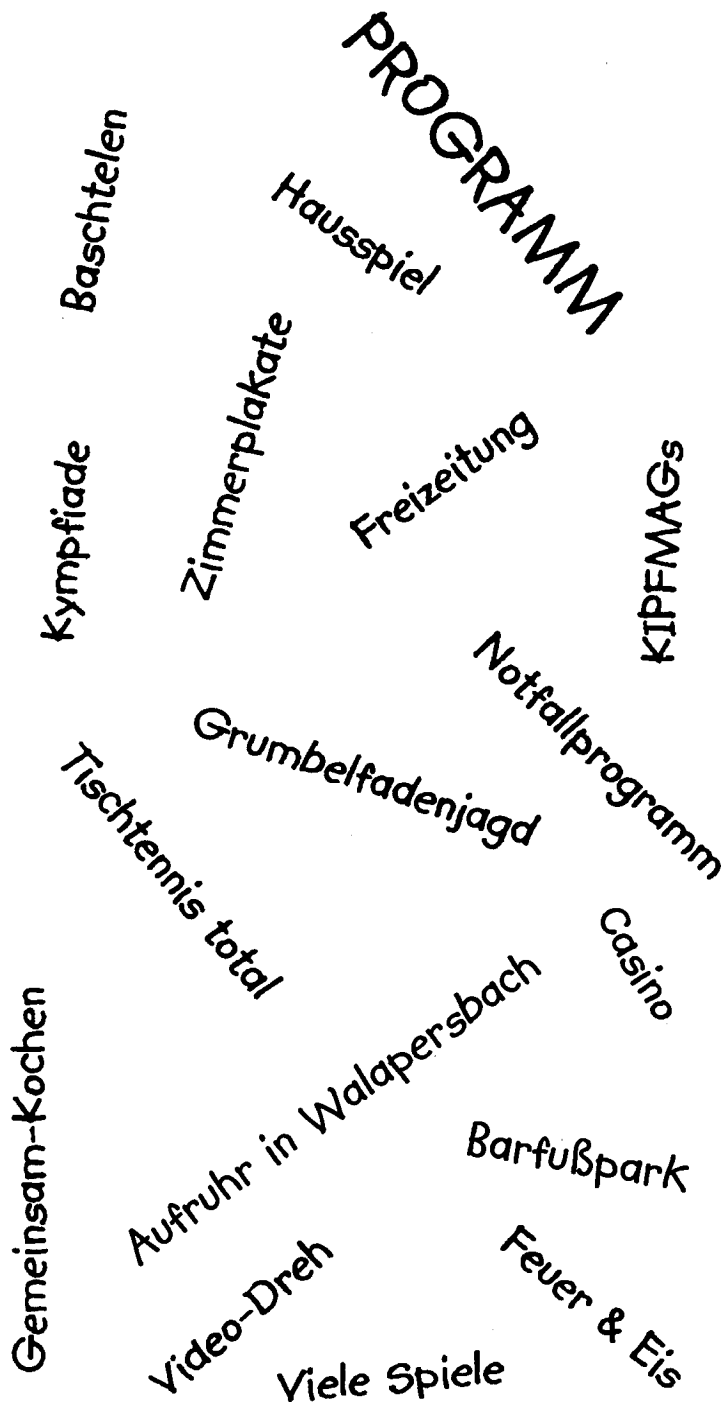 PROGRAMM
Baschtelen
Hausspiel
Zimmerplakate
Freizeitung
Kympfiade
KIPFMAGs
Notfallprogramm
Grumbelfadenjagd
Tischtennis total
Casino
Aufruhr in Walapersbach
Gemeinsam-Kochen
Barfußpark
Video-Dreh
Feuer & Eis
Viele Spiele